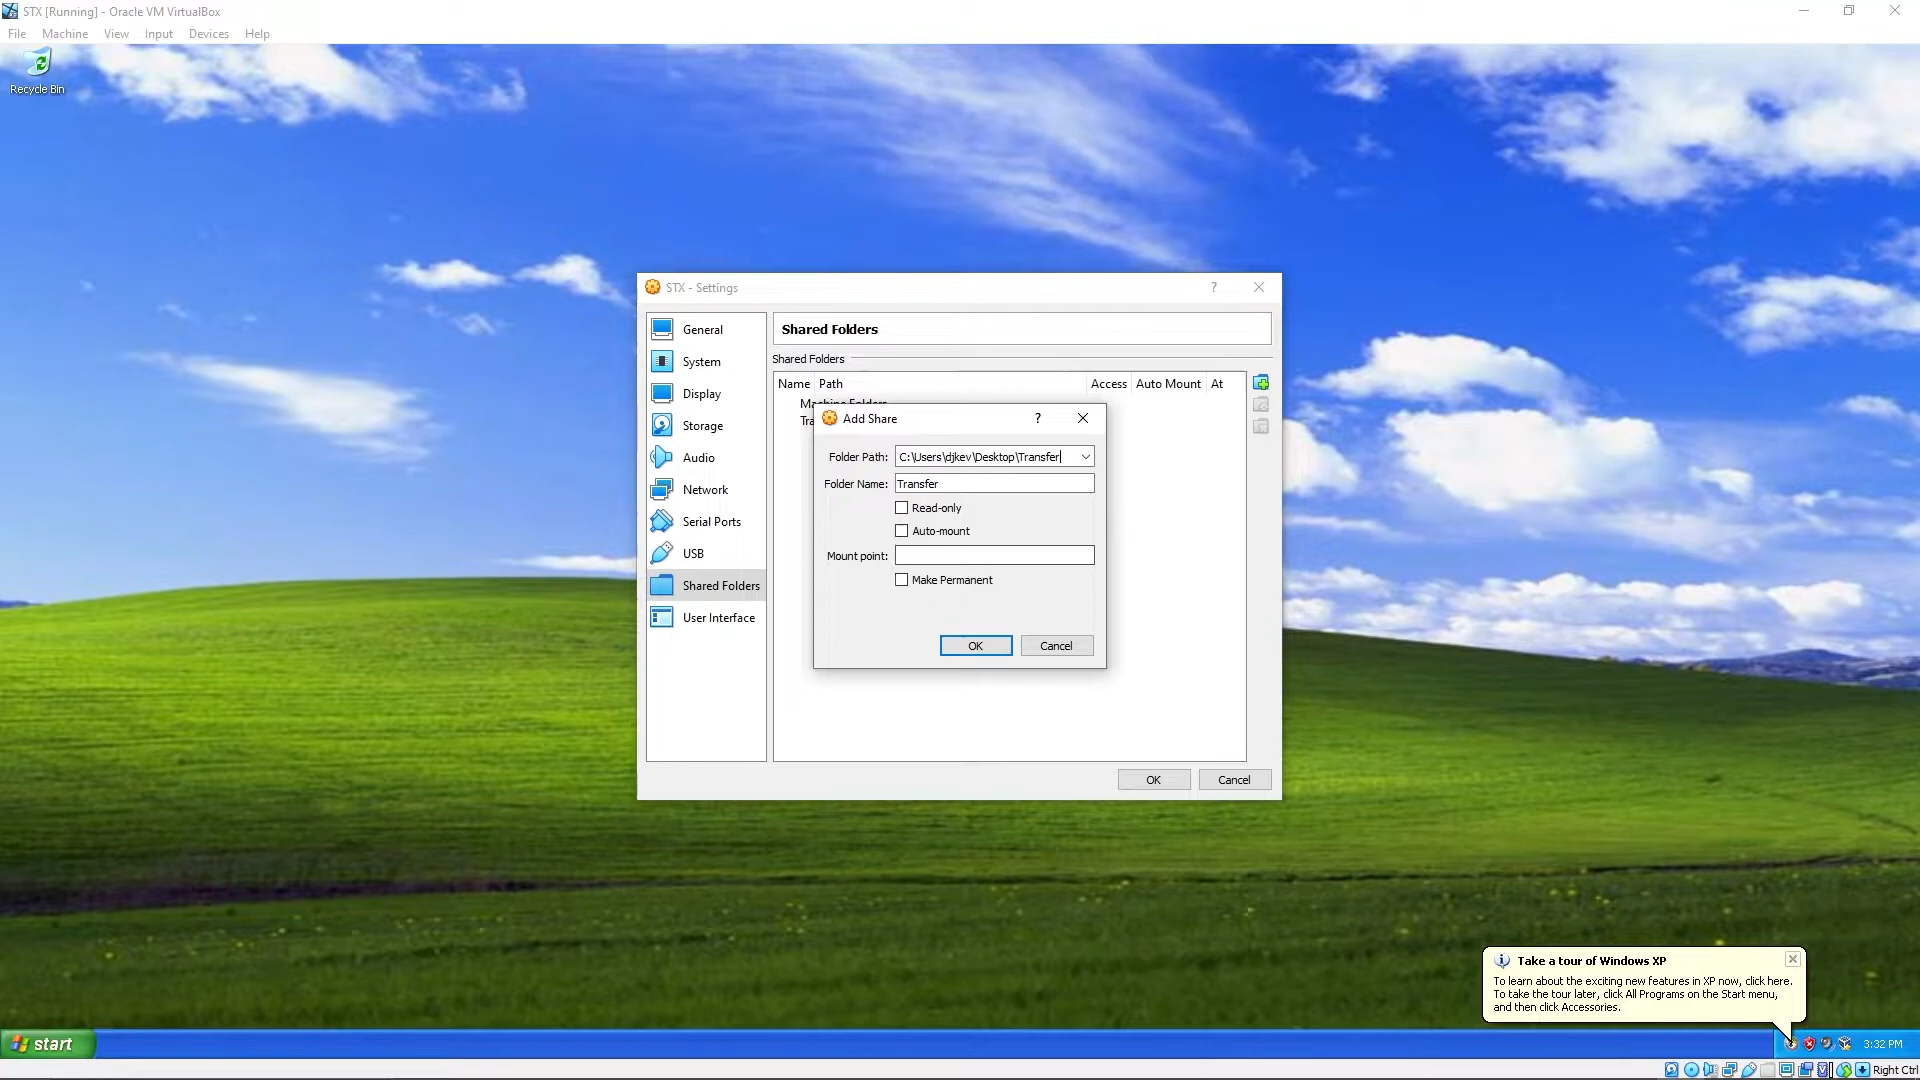 STX [Running] - Oracle VM VirtualBox
File Machine View Input Devices Help
Recycle Bin
STX - Settings
?
General
System
Display
Storage
Audio
Network
Serial Ports
USB
Shared Folders
User Interface
Shared Folders
Shared Folders
Name Path Access Auto Mount At
Machine Folders
Tra
Add Share
?
Folder Path: C:\Users\djkev\Desktop\Transfer
Folder Name: Transfer
Read-only
Auto-mount
Mount point:
Make Permanent
OK Cancel
OK Cancel
Take a tour of Windows XP
To learn about the exciting new features in XP now, click here.
To take the tour later, click All Programs on the Start menu,
and then click Accessories.
start
3:32 PM
Right Ctrl